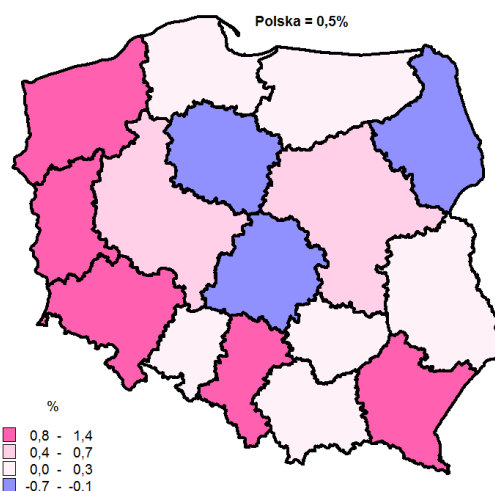 Polska = 0,5%
%
0,8 - 1,4
0,4 - 0,7
0,0 - 0,3
-0,7 - -0,1